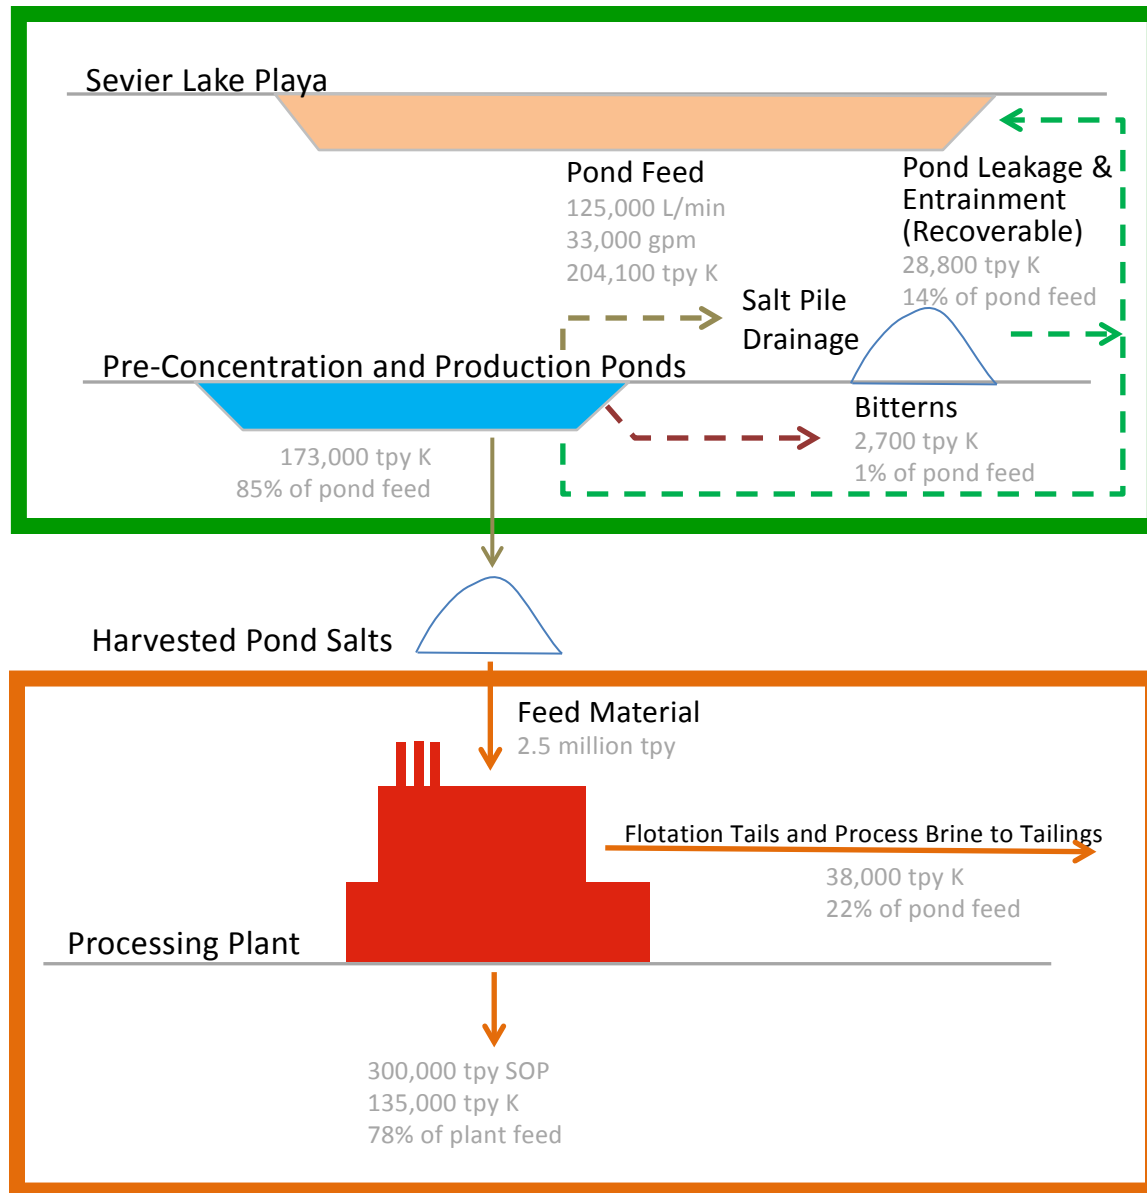 Sevier Lake Playa
Pond Feed
125,000 L/min
33,000 gpm
204,100 tpy K
Pond Leakage &
Entrainment
(Recoverable)
28,800 tpy K
14% of pond feed
Salt Pile
Drainage
Pre-Concentration and Production Ponds
173,000 tpy K
85% of pond feed
Bitterns
2,700 tpy K
1% of pond feed
Harvested Pond Salts
Feed Material
2.5 million tpy
Flotation Tails and Process Brine to Tailings
38,000 tpy K
22% of pond feed
Processing Plant
300,000 tpy SOP
135,000 tpy K
78% of plant feed